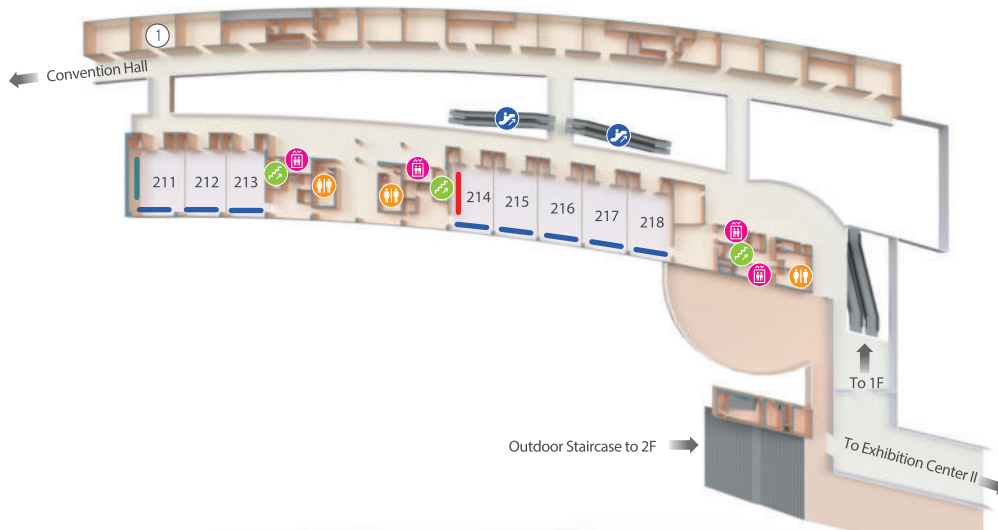 1
Convention Hall
211
212
213
214
215
216
217
218
To 1F
Outdoor Staircase to 2F
To Exhibition Center II